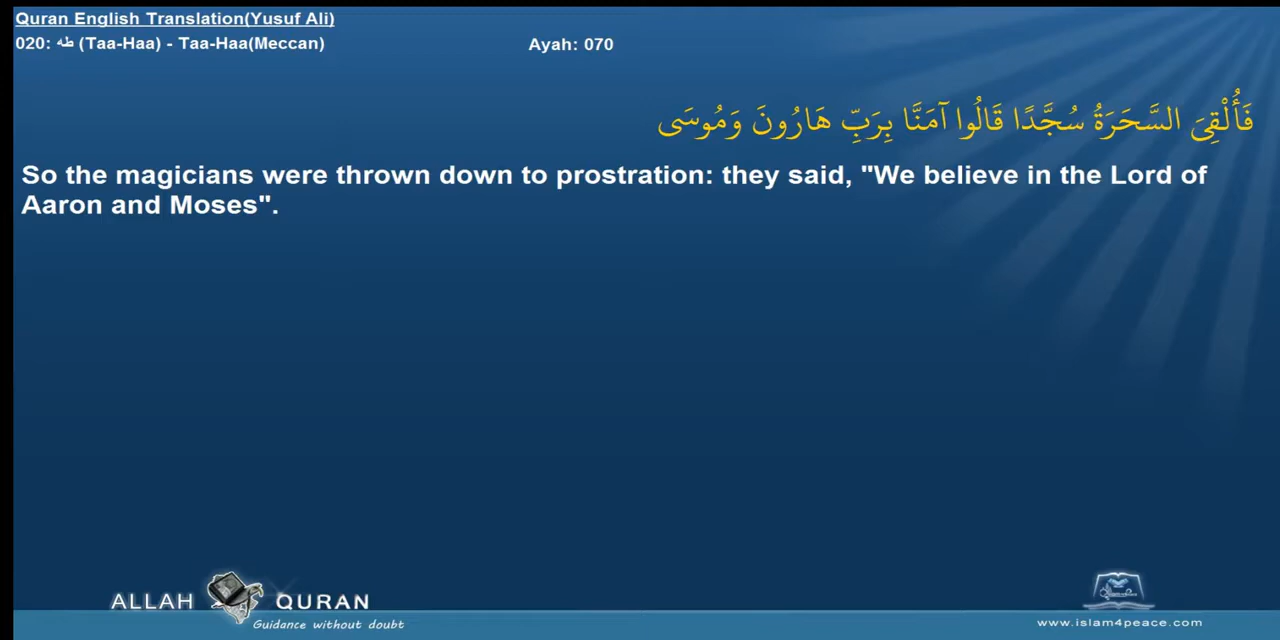 Quran English Translation(Yusuf Ali)
020: طه (Taa-Haa) - Taa-Haa(Meccan) Ayah: 070
فَأُلْقِيَ السَّحَرَةُ سُجَّدًا قَالُوا آمَنَّا بِرَبِّ هَارُونَ وَمُوسَى
So the magicians were thrown down to prostration: they said, "We believe in the Lord of
Aaron and Moses".
ALLAH QURAN
Guidance without doubt
www.islam4peace.com